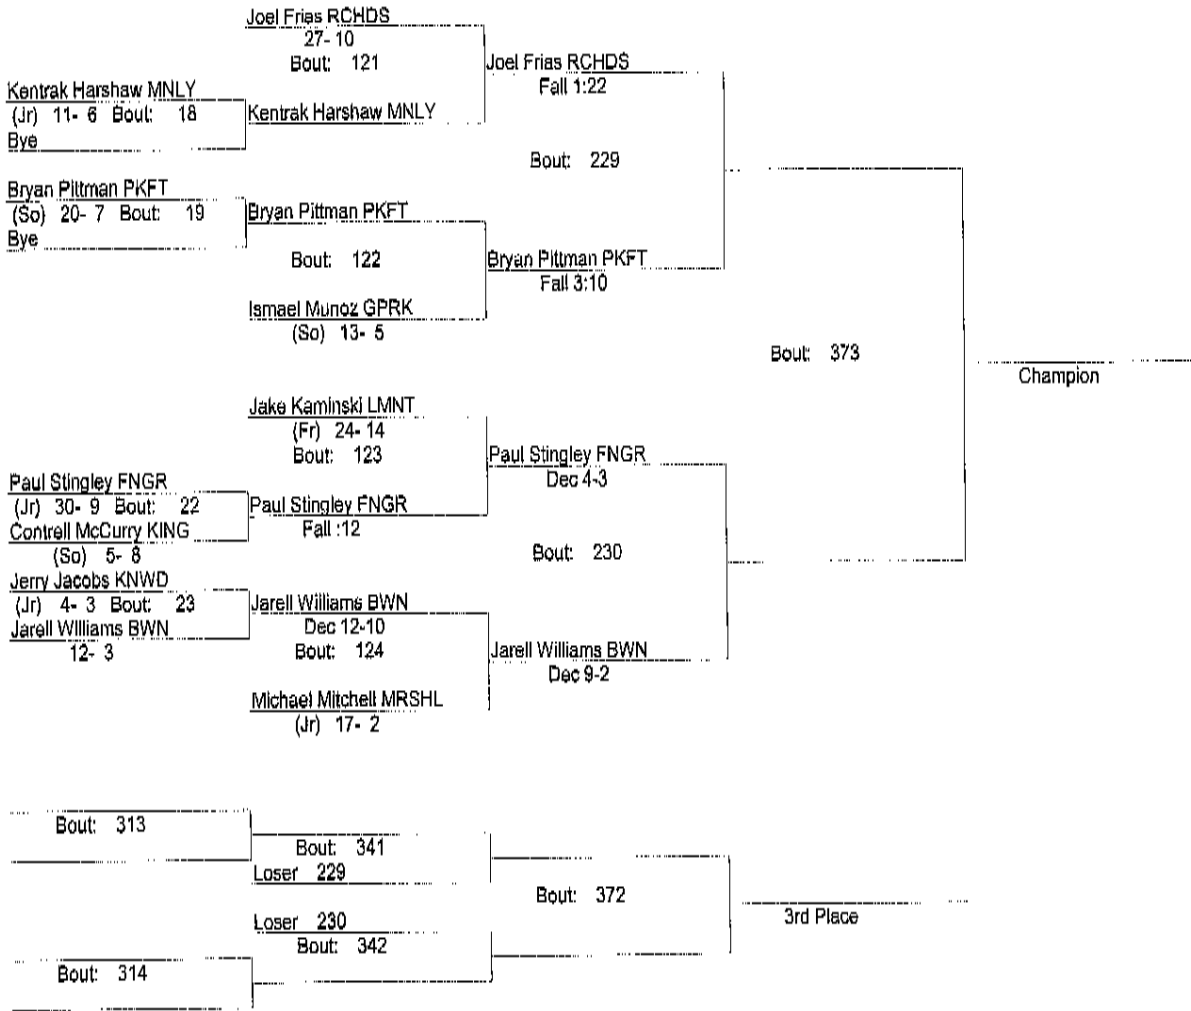 Joel Frias RCHDS
27- 10
Bout: 121
Joel Frias RCHDS
Fall 1:22
Kentrak Harshaw MNLY
(Jr) 11- 6 Bout: 18
Kentrak Harshaw MNLY
Bye
Bout: 229
Bryan Pittman PKFT
(So) 20- 7 Bout: 19
Bryan Pittman PKFT
Bye
Bout: 122
Bryan Pittman PKFT
Fall 3:10
Ismael Munoz GPRK
(So) 13- 5
Bout: 373
Champion
Jake Kaminski LMNT
(Fr) 24- 14
Bout: 123
Paul Stingley FNGR
Dec 4-3
Paul Stingley FNGR
(Jr) 30- 9 Bout: 22
Paul Stingley FNGR
Fall :12
Contrell McCurry KING
(So) 5- 8
Bout: 230
Jerry Jacobs KNWD
(Jr) 4- 3 Bout: 23
Jarell Williams BWN
Dec 12-10
Jarell Williams BWN
12- 3
Bout: 124
Jarell Williams BWN
Dec 9-2
Michael Mitchell MRSHL
(Jr) 17- 2
Bout: 313
Bout: 341
Loser 229
Bout: 372
3rd Place
Loser 230
Bout: 342
Bout: 314